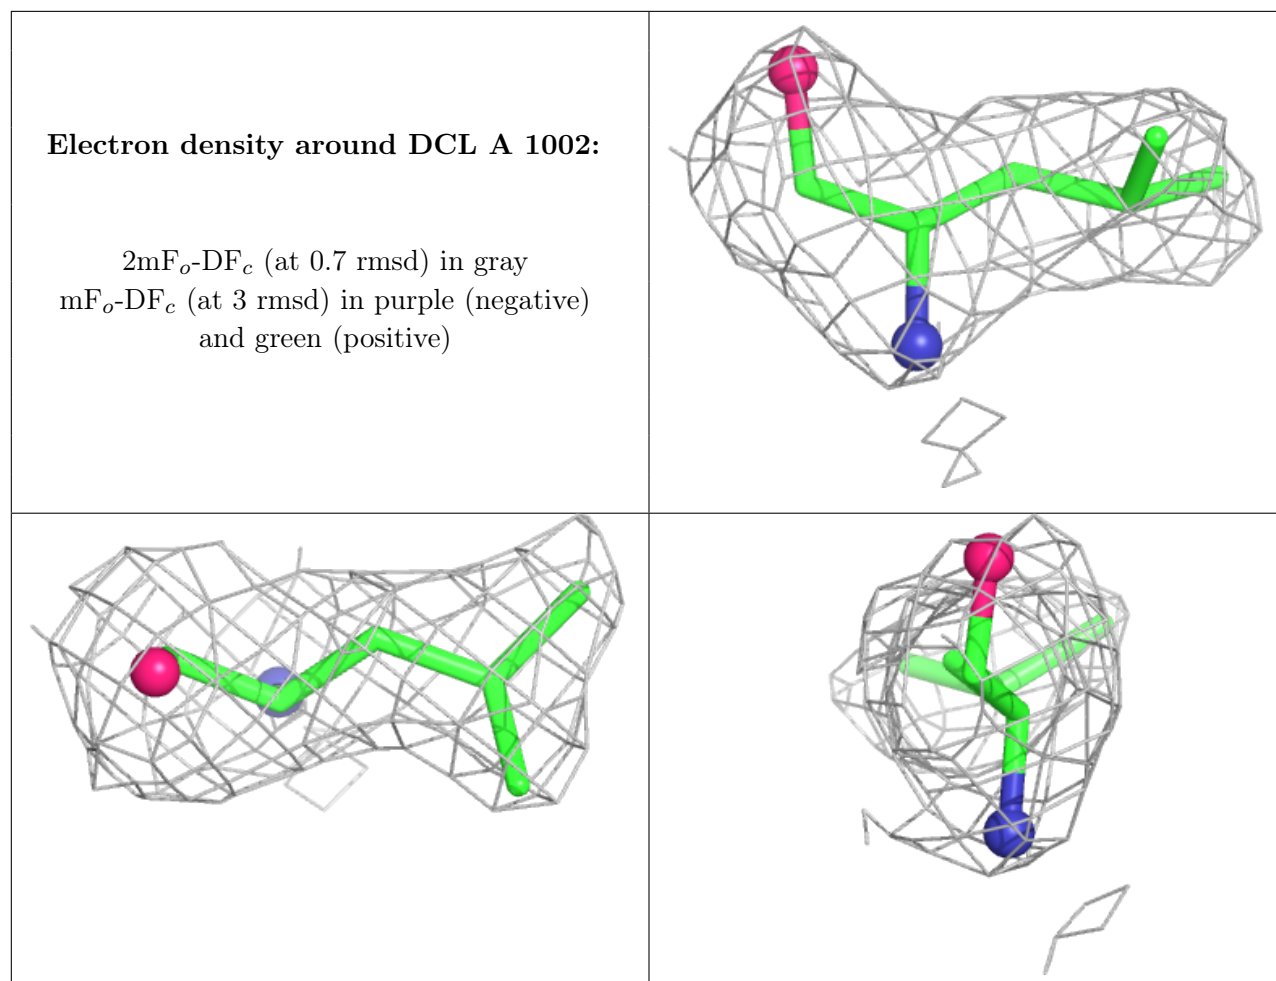 Electron density around DCL A 1002:
2mFo-DFc (at 0.7 rmsd) in gray
mFo-DFc (at 3 rmsd) in purple (negative)
and green (positive)